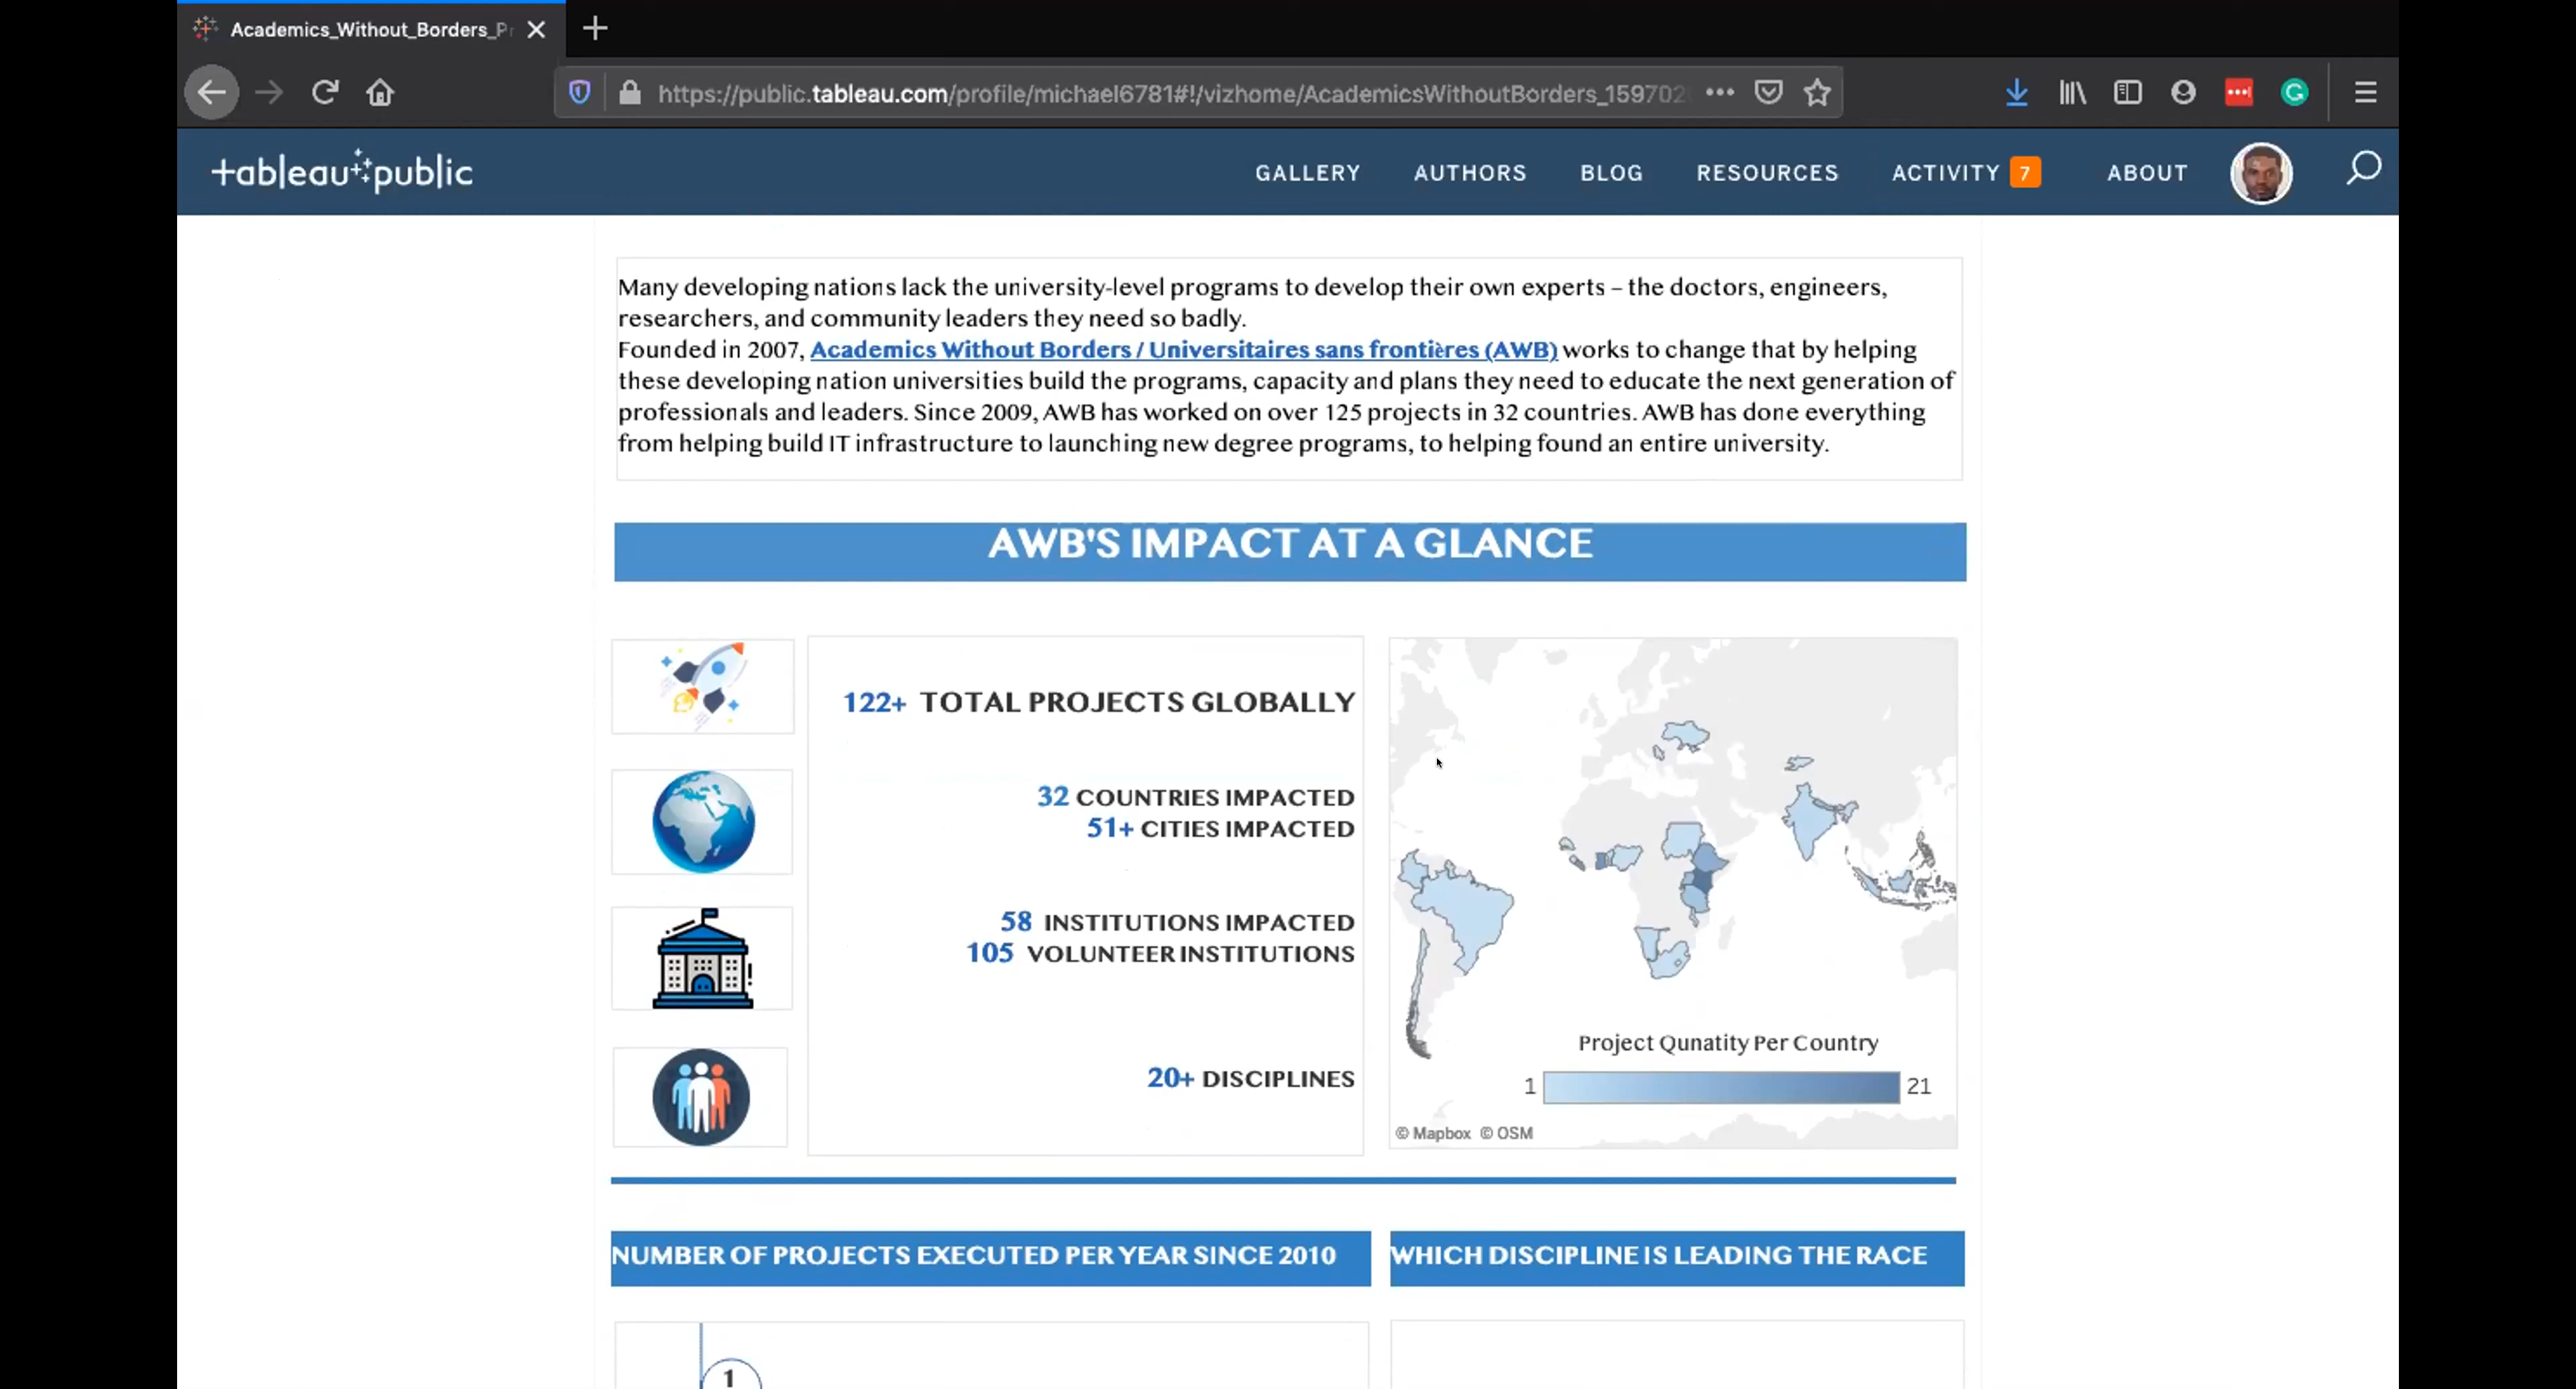 Academics_Without_Borders_P
https://public.tableau.com/profile/michael6781#!/vizhome/AcademicsWithoutBorders_159702
+ableau public
GALLERY AUTHORS BLOG RESOURCES ACTIVITY 7 ABOUT
Many developing nations lack the university-level programs to develop their own experts – the doctors, engineers,
researchers, and community leaders they need so badly.
Founded in 2007, Academics Without Borders / Universitaires sans frontières (AWB) works to change that by helping
these developing nation universities build the programs, capacity and plans they need to educate the next generation of
professionals and leaders. Since 2009, AWB has worked on over 125 projects in 32 countries. AWB has done everything
from helping build IT infrastructure to launching new degree programs, to helping found an entire university.
AWB'S IMPACT AT A GLANCE
122+ TOTAL PROJECTS GLOBALLY
32 COUNTRIES IMPACTED
51+ CITIES IMPACTED
58 INSTITUTIONS IMPACTED
105 VOLUNTEER INSTITUTIONS
20+ DISCIPLINES
Project Qunatity Per Country
1 21
© Mapbox © OSM
NUMBER OF PROJECTS EXECUTED PER YEAR SINCE 2010
WHICH DISCIPLINE IS LEADING THE RACE
1